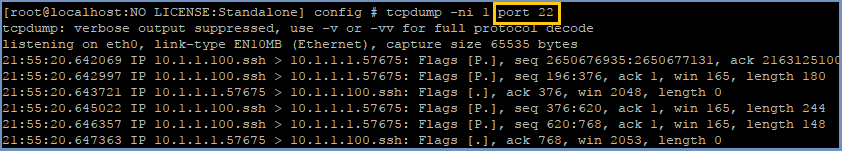 [root@localhost:NO LICENSE:Standalone] config # tcpdump -ni 1 port 22
tcpdump: verbose output suppressed, use -v or -vv for full protocol decode
listening on eth0, link-type EN10MB (Ethernet), capture size 65535 bytes
21:55:20.642069 IP 10.1.1.100.ssh > 10.1.1.1.57675: Flags [P.], seq 2650676935:2650677131, ack 2163125100
21:55:20.642997 IP 10.1.1.100.ssh > 10.1.1.1.57675: Flags [P.], seq 196:376, ack 1, win 165, length 180
21:55:20.643721 IP 10.1.1.1.57675 > 10.1.1.100.ssh: Flags [.], ack 376, win 2048, length 0
21:55:20.645022 IP 10.1.1.100.ssh > 10.1.1.1.57675: Flags [P.], seq 376:620, ack 1, win 165, length 244
21:55:20.646357 IP 10.1.1.100.ssh > 10.1.1.1.57675: Flags [P.], seq 620:768, ack 1, win 165, length 148
21:55:20.647363 IP 10.1.1.1.57675 > 10.1.1.100.ssh: Flags [.], ack 768, win 2053, length 0